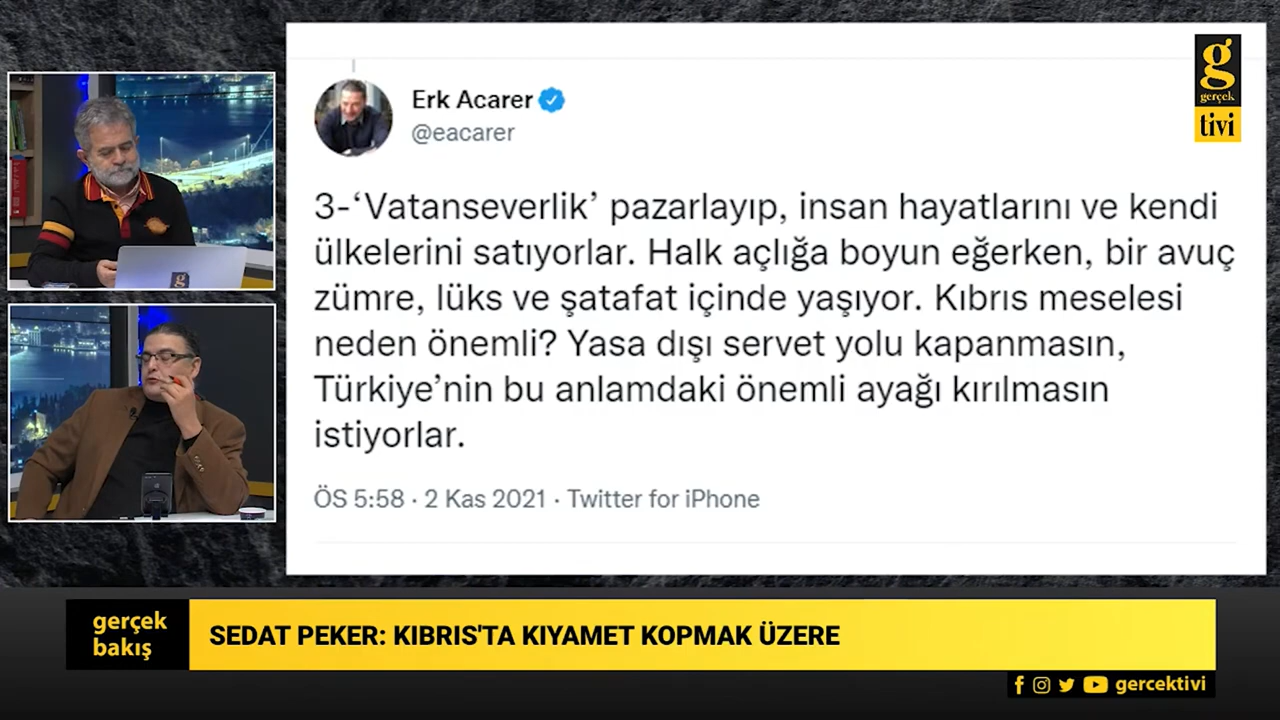 g
gerçek
tivi
Erk Acarer
@eacarer
3-‘Vatanseverlik’ pazarlayıp, insan hayatlarını ve kendi
ülkelerini satıyorlar. Halk açlığa boyun eğerken, bir avuç
zümre, lüks ve şatafat içinde yaşıyor. Kıbrıs meselesi
neden önemli? Yasa dışı servet yolu kapanmasın,
Türkiye’nin bu anlamdaki önemli ayağı kırılmasın
istiyorlar.
ÖS 5:58 · 2 Kas 2021 · Twitter for iPhone
gerçek
bakış
SEDAT PEKER: KIBRIS'TA KIYAMET KOPMAK ÜZERE
gercektivi